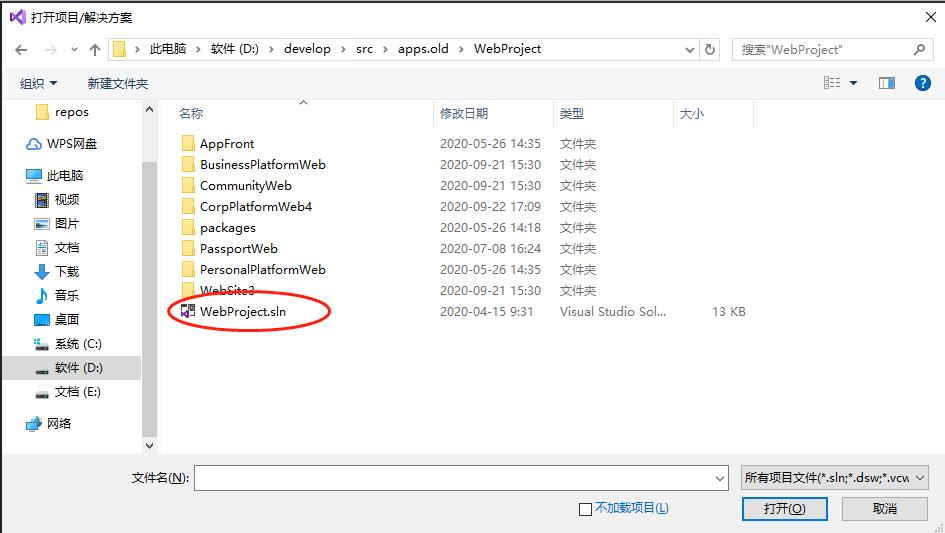 打开项目/解决方案
此电脑 > 软件 (D:) > develop > src > apps.old > WebProject
搜索"WebProject"
组织 新建文件夹
repos
WPS网盘
此电脑
视频
图片
文档
下载
音乐
桌面
系统 (C:)
软件 (D:)
文档 (E:)
网络
名称 修改日期 类型 大小
AppFront 2020-05-26 14:35 文件夹
BusinessPlatformWeb 2020-09-21 15:30 文件夹
CommunityWeb 2020-09-21 15:30 文件夹
CorpPlatformWeb4 2020-09-22 17:09 文件夹
packages 2020-05-26 14:18 文件夹
PassportWeb 2020-07-08 16:24 文件夹
PersonalPlatformWeb 2020-05-26 14:35 文件夹
WebSite3 2020-09-21 15:30 文件夹
WebProject.sln 2020-04-15 9:31 Visual Studio Sol... 13 KB
文件名(N):
所有项目文件(*.sln;*.dsw;*.vcw
不加载项目(L)
打开(O) 取消